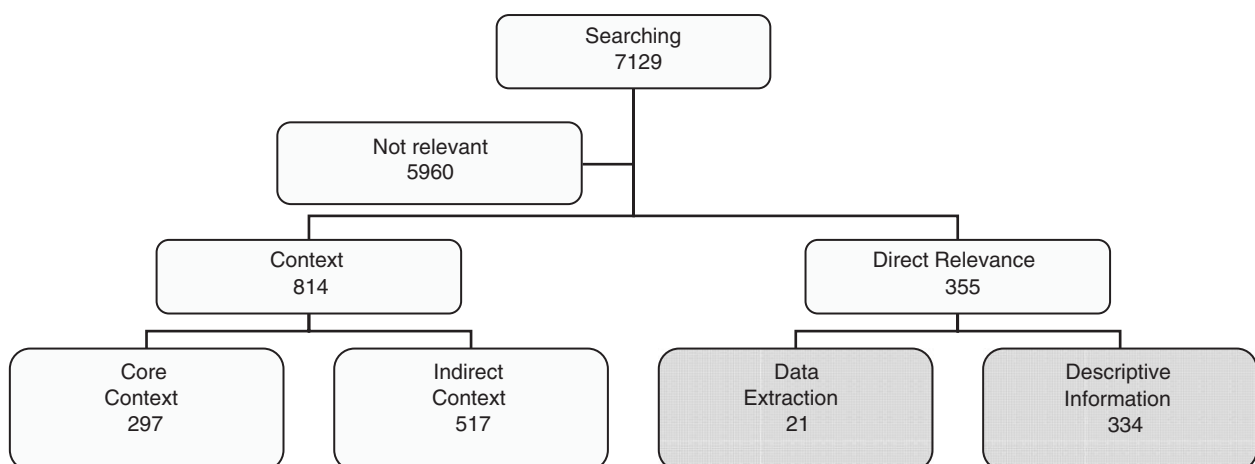 Searching
7129
Not relevant
5960
Context
814
Direct Relevance
355
Core
Context
297
Indirect
Context
517
Data
Extraction
21
Descriptive
Information
334